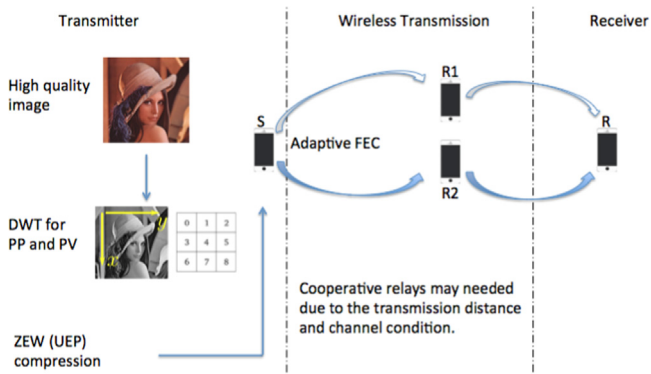 Transmitter
Wireless Transmission
Receiver
High quality
image
R1
S
R
Adaptive FEC
R2
DWT for
PP and PV
y
x
0 1 2
3 4 5
6 7 8
Cooperative relays may needed
due to the transmission distance
and channel condition.
ZEW (UEP)
compression